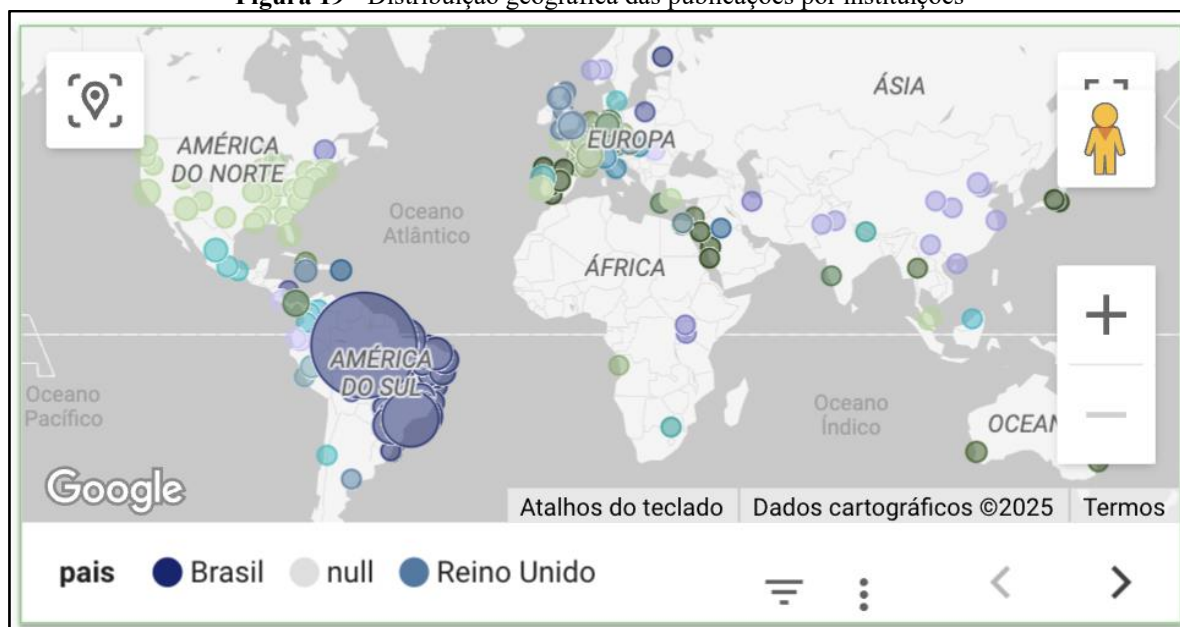 Figura 19 - Distribuição geográfica das publicações por instituições
ÁSIA
AMÉRICA
DO NORTE
EUROPA
Oceano
Atlântico
ÁFRICA
AMÉRICA
DO SUL
Oceano
Pacífico
Oceano
Índico
OCEAN
Google
Atalhos do teclado
Dados cartográficos ©2025
Termos
pais
Brasil
null
Reino Unido